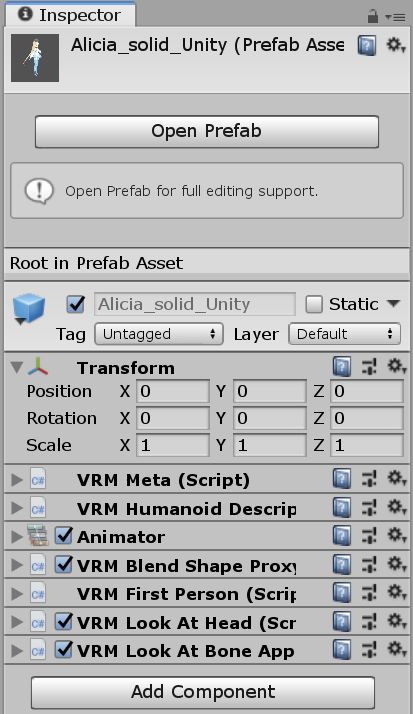 Inspector
Alicia_solid_Unity (Prefab Asse
Open Prefab
Open Prefab for full editing support.
Root in Prefab Asset
Alicia_solid_Unity Static
Tag Untagged Layer Default
Transform
Position X 0 Y 0 Z 0
Rotation X 0 Y 0 Z 0
Scale X 1 Y 1 Z 1
C# VRM Meta (Script)
C# VRM Humanoid Descrip
Animator
C# VRM Blend Shape Proxy
C# VRM First Person (Scrip
C# VRM Look At Head (Scr
C# VRM Look At Bone App
Add Component